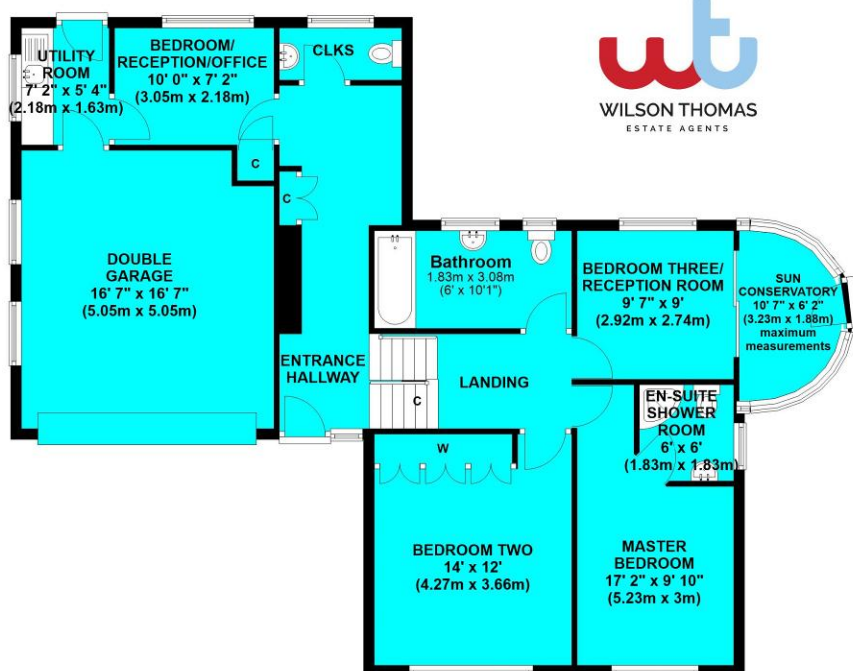 UTILITY
ROOM
7' 2" x 5' 4"
(2.18m x 1.63m)
BEDROOM/
RECEPTION/OFFICE
10' 0" x 7' 2"
(3.05m x 2.18m)
CLKS
wt
WILSON THOMAS
ESTATE AGENTS
C
C
DOUBLE
GARAGE
16' 7" x 16' 7"
(5.05m x 5.05m)
Bathroom
1.83m x 3.08m
(6' x 10'1")
BEDROOM THREE/
RECEPTION ROOM
9' 7" x 9'
(2.92m x 2.74m)
SUN
CONSERVATORY
10' 7" x 6' 2"
(3.23m x 1.88m)
maximum
measurements
ENTRANCE
HALLWAY
LANDING
C
EN-SUITE
SHOWER
ROOM
6' x 6'
(1.83m x 1.83m)
W
BEDROOM TWO
14' x 12'
(4.27m x 3.66m)
MASTER
BEDROOM
17' 2" x 9' 10"
(5.23m x 3m)